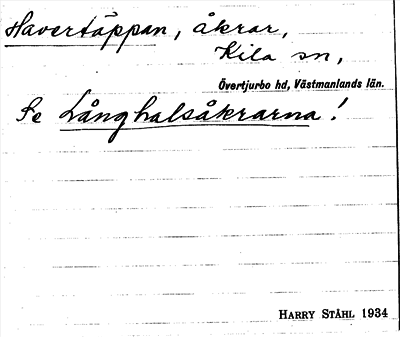 Havertäppan, åkrar,
Kila sn,
Övertjurbo hd, Västmanlands län.
Se Långhalsåkrarna!
HARRY STÅHL 1934